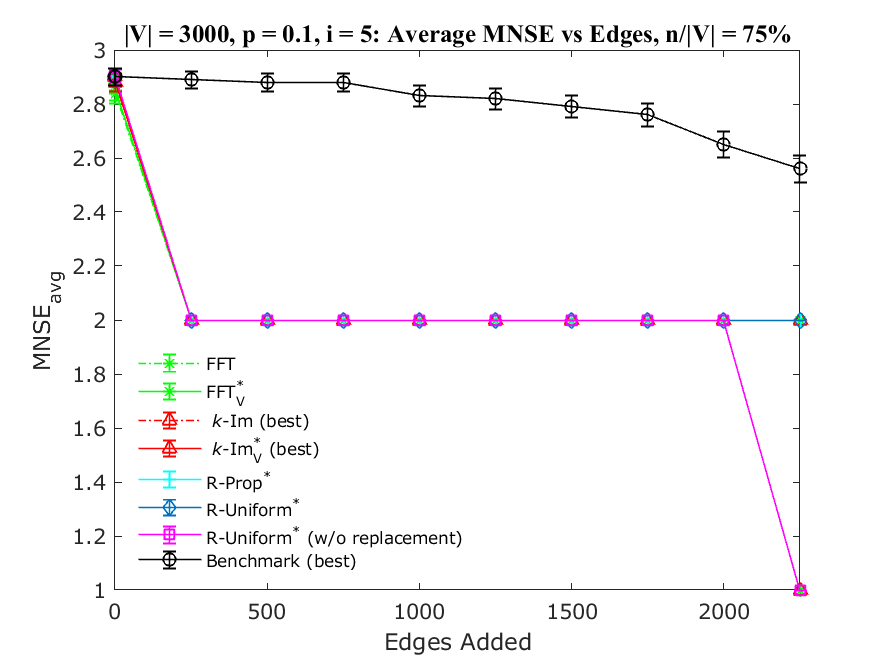 |V| = 3000, p = 0.1, i = 5: Average MNSE vs Edges, n/|V| = 75%
3
2.8
2.6
2.4
2.2
2
1.8
1.6
1.4
1.2
1
MNSE_avg
FFT
FFT*_V
k-Im (best)
k-Im*_V (best)
R-Prop*
R-Uniform*
R-Uniform* (w/o replacement)
Benchmark (best)
0 500 1000 1500 2000
Edges Added